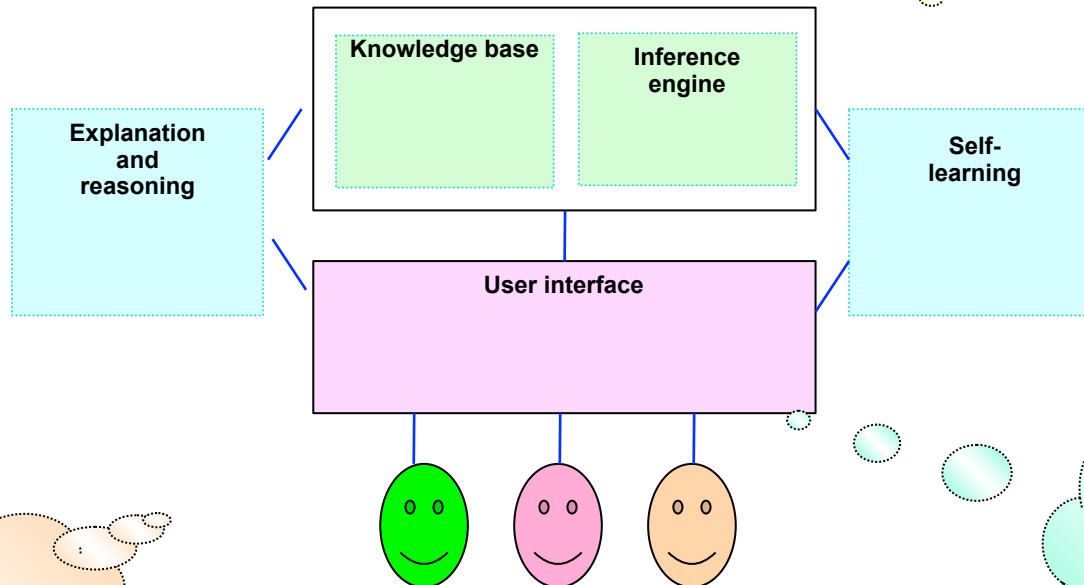 Knowledge base
Inference
engine
Explanation
and
reasoning
Self-
learning
User interface
: